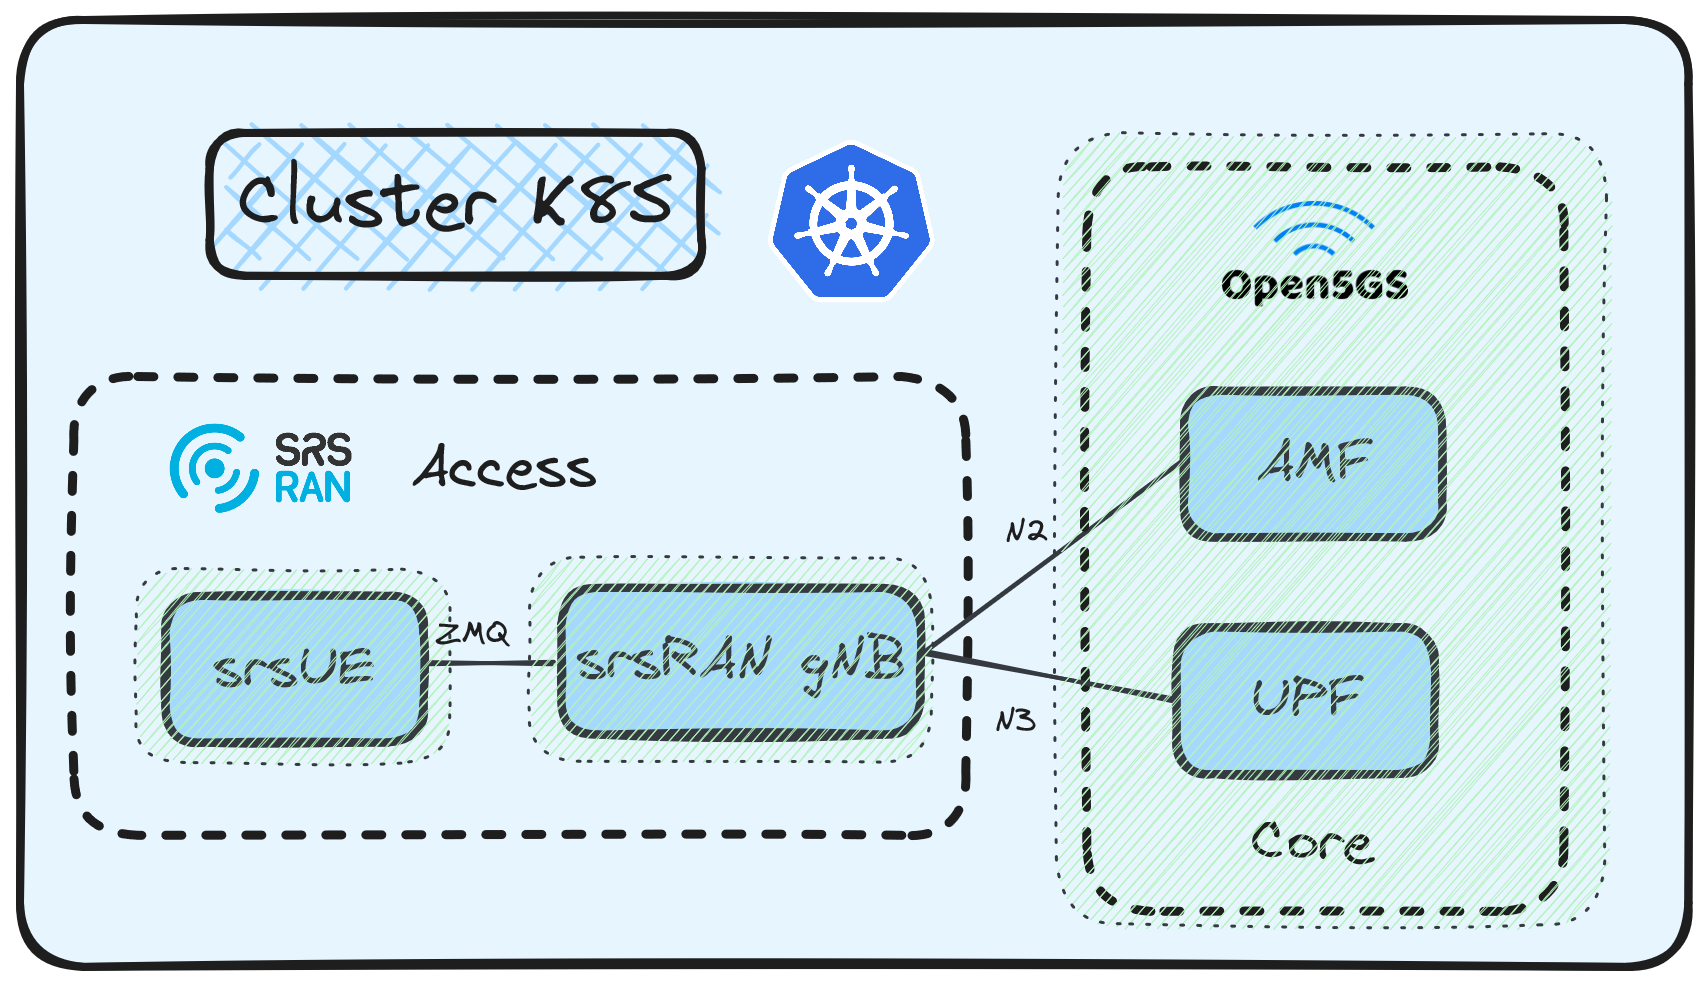 Cluster K8S
Open5GS
SRS
RAN
Access
AMF
N2
ZMQ
srsUE
srsRAN gNB
UPF
N3
Core